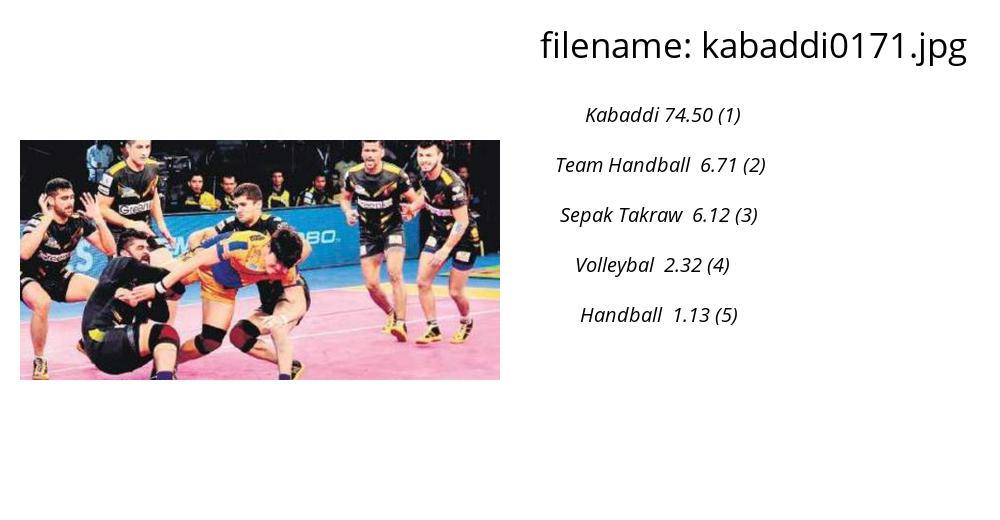 filename: kabaddi0171.jpg
Kabaddi 74.50 (1)
Team Handball 6.71 (2)
Sepak Takraw 6.12 (3)
Volleybal 2.32 (4)
Handball 1.13 (5)